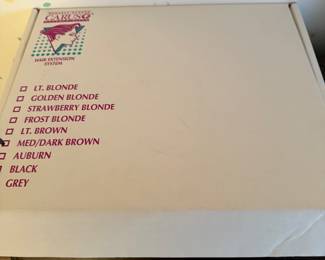 CARUSO
HAIR EXTENSION
SYSTEM
LT. BLONDE
GOLDEN BLONDE
STRAWBERRY BLONDE
FROST BLONDE
LT. BROWN
MED/DARK BROWN
AUBURN
BLACK
GREY